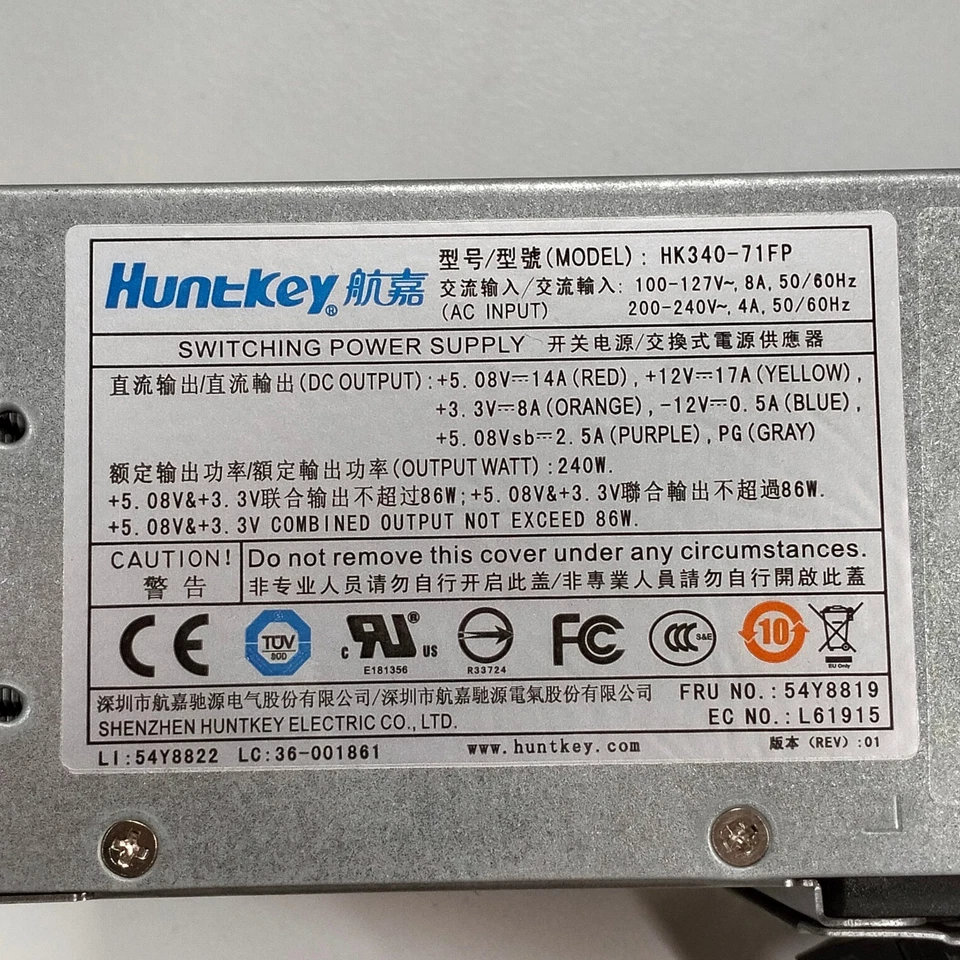 Huntkey® 航嘉
型号/型號(MODEL): HK340-71FP
交流输入/交流輸入: 100-127V~, 8A, 50/60Hz
(AC INPUT) 200-240V~, 4A, 50/60Hz
SWITCHING POWER SUPPLY 开关电源/交換式電源供應器
直流输出/直流輸出(DC OUTPUT):+5.08V⎓14A(RED), +12V⎓17A(YELLOW),
+3.3V⎓8A(ORANGE), -12V⎓0.5A(BLUE),
+5.08Vsb⎓2.5A(PURPLE), PG(GRAY)
额定输出功率/額定輸出功率(OUTPUT WATT):240W.
+5.08V&+3.3V联合输出不超过86W;+5.08V&+3.3V聯合輸出不超過86W.
+5.08V&+3.3V COMBINED OUTPUT NOT EXCEED 86W.
CAUTION! Do not remove this cover under any circumstances.
警告 非专业人员请勿自行开启此盖/非專業人員請勿自行開啟此蓋
CE TÜV SÜD c RU® US E181356 R33724 FC CCC S&E 10 EU Only
深圳市航嘉驰源电气股份有限公司/深圳市航嘉馳源電氣股份有限公司 FRU NO.:54Y8819
SHENZHEN HUNTKEY ELECTRIC CO., LTD. EC NO.:L61915
LI:54Y8822 LC:36-001861 www.huntkey.com 版本(REV):01